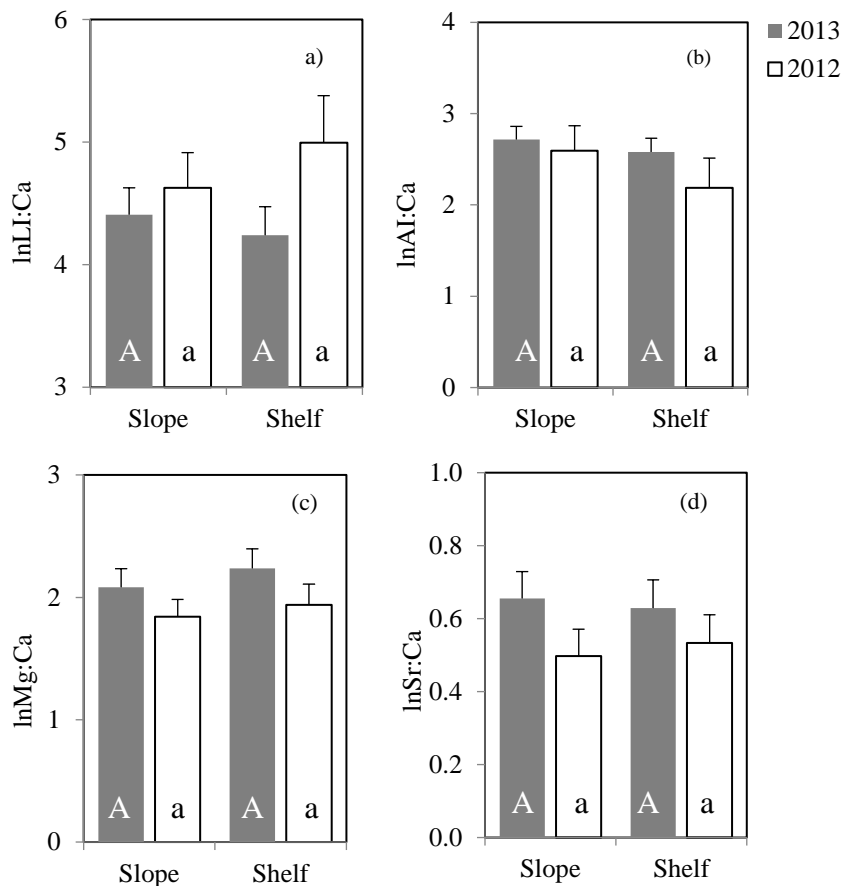 2013
2012
a)
6
5
4
3
lnLI:Ca
A a A a
Slope Shelf
(b)
4
3
2
1
0
lnAI:Ca
A a A a
Slope Shelf
(c)
3
2
1
0
lnMg:Ca
A a A a
Slope Shelf
(d)
1.0
0.8
0.6
0.4
0.2
0.0
lnSr:Ca
A a A a
Slope Shelf